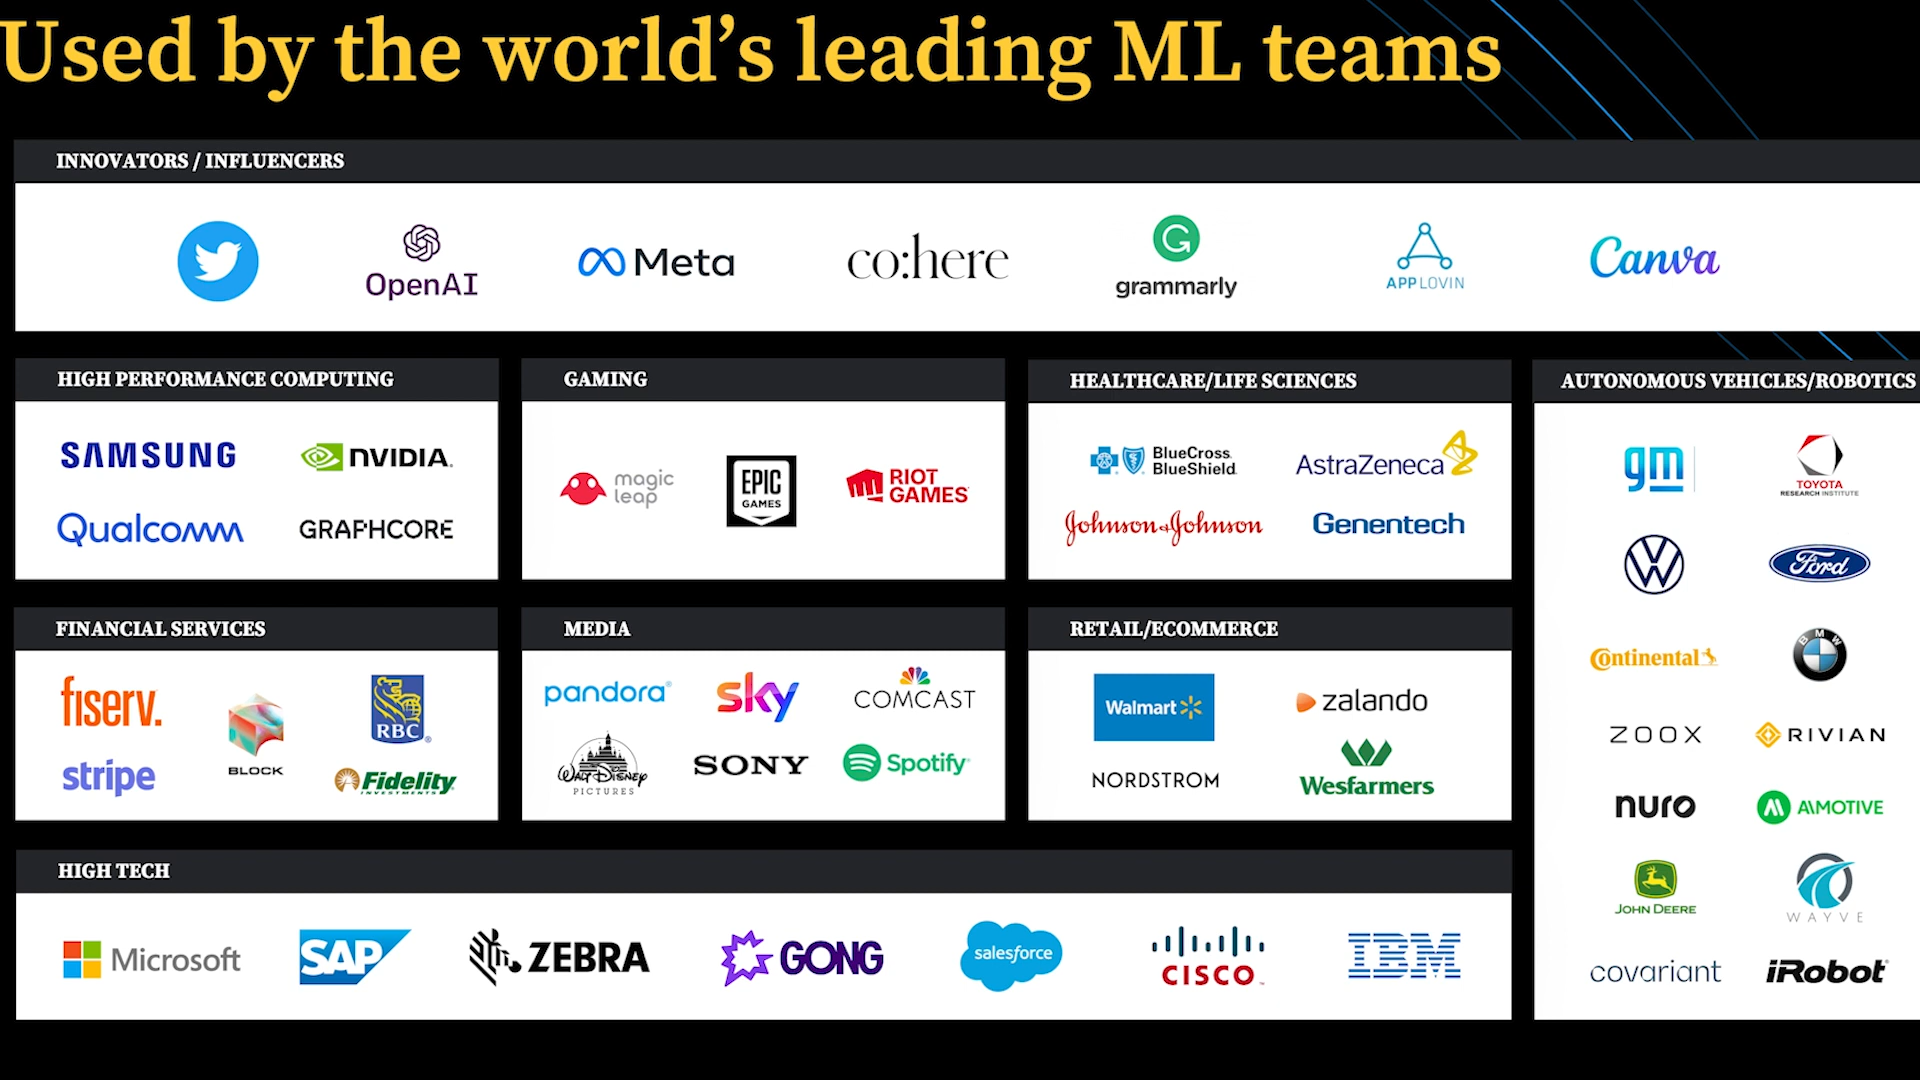 Used by the world's leading ML teams
INNOVATORS / INFLUENCERS
OpenAI
Meta
co:here
grammarly
APPLOVIN
Canva
HIGH PERFORMANCE COMPUTING
SAMSUNG
NVIDIA.
Qualcomm
GRAPHCORE
GAMING
magic
leap
EPIC
GAMES
RIOT
GAMES
HEALTHCARE/LIFE SCIENCES
BlueCross
BlueShield
AstraZeneca
Johnson&Johnson
Genentech
AUTONOMOUS VEHICLES/ROBOTICS
gm
TOYOTA
RESEARCH INSTITUTE
VW
Ford
Continental
BMW
ZOOX
RIVIAN
nuro
AIMOTIVE
JOHN DEERE
WAYVE
covariant
iRobot
FINANCIAL SERVICES
fiserv.
BLOCK
RBC
stripe
Fidelity
INVESTMENTS
MEDIA
pandora
sky
COMCAST
WALT DISNEY
PICTURES
SONY
Spotify
RETAIL/ECOMMERCE
Walmart
zalando
NORDSTROM
Wesfarmers
HIGH TECH
Microsoft
SAP
ZEBRA
GONG
salesforce
CISCO
IBM